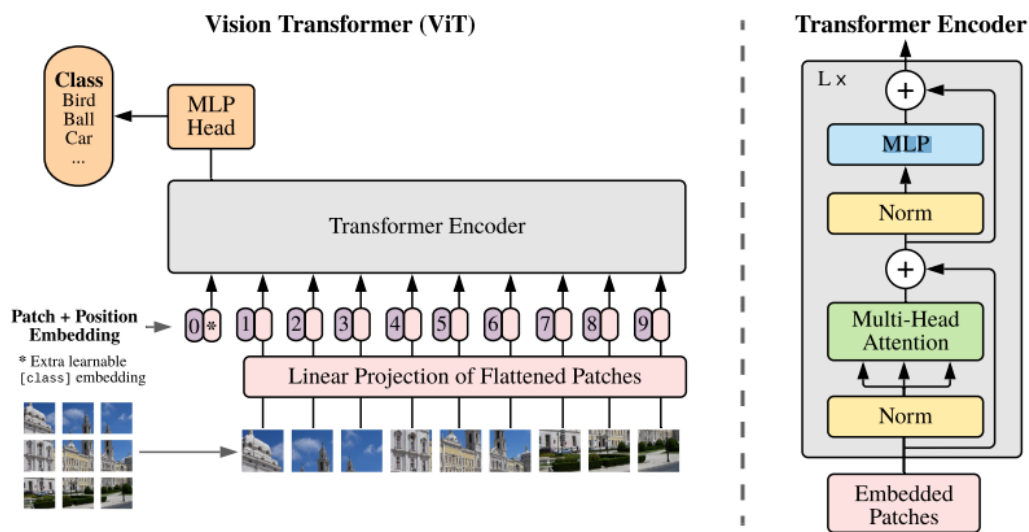 Vision Transformer (ViT)
Class
Bird
Ball
Car
...
MLP
Head
Transformer Encoder
Patch + Position
Embedding
* Extra learnable
[class] embedding
0 * 1 2 3 4 5 6 7 8 9
Linear Projection of Flattened Patches
Transformer Encoder
L x
+
MLP
Norm
+
Multi-Head
Attention
Norm
Embedded
Patches